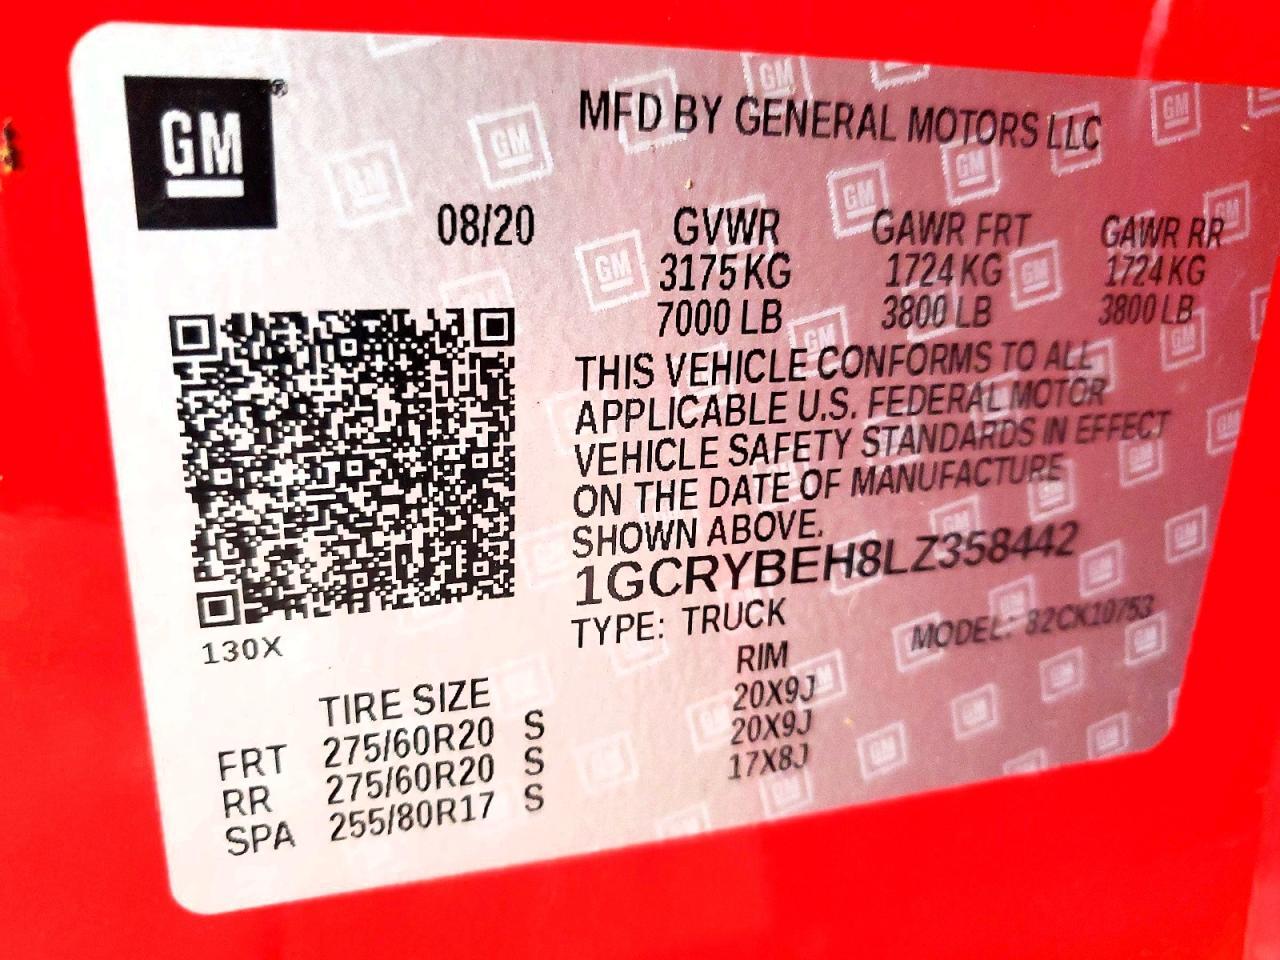 GM®
MFD BY GENERAL MOTORS LLC
08/20 GVWR GAWR FRT GAWR RR
3175 KG 1724 KG 1724 KG
7000 LB 3800 LB 3800 LB
THIS VEHICLE CONFORMS TO ALL
APPLICABLE U.S. FEDERAL MOTOR
VEHICLE SAFETY STANDARDS IN EFFECT
ON THE DATE OF MANUFACTURE
SHOWN ABOVE.
1GCRYBEH8LZ358442
TYPE: TRUCK MODEL: 82CK10753
130X
TIRE SIZE RIM
FRT 275/60R20 S 20X9J
RR 275/60R20 S 20X9J
SPA 255/80R17 S 17X8J